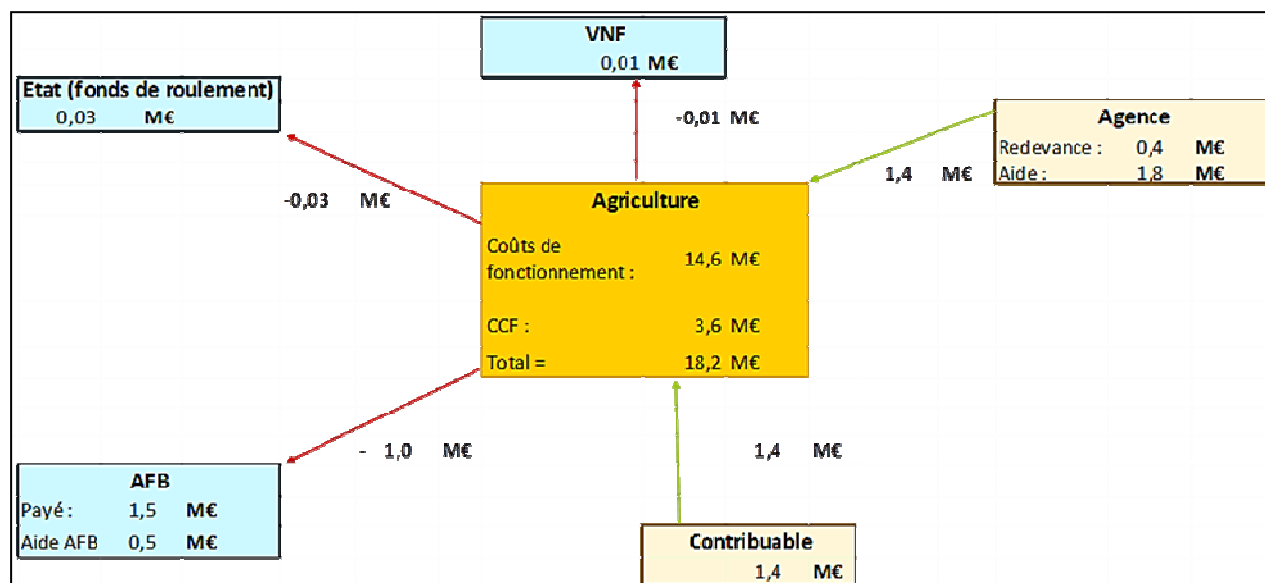 VNF
0,01 M€
Etat (fonds de roulement)
0,03 M€
-0,01 M€
Agence
Redevance : 0,4 M€
Aide : 1,8 M€
1,4 M€
-0,03 M€
Agriculture
Coûts de
fonctionnement : 14,6 M€
CCF : 3,6 M€
Total = 18,2 M€
- 1,0 M€
1,4 M€
AFB
Payé : 1,5 M€
Aide AFB 0,5 M€
Contribuable
1,4 M€